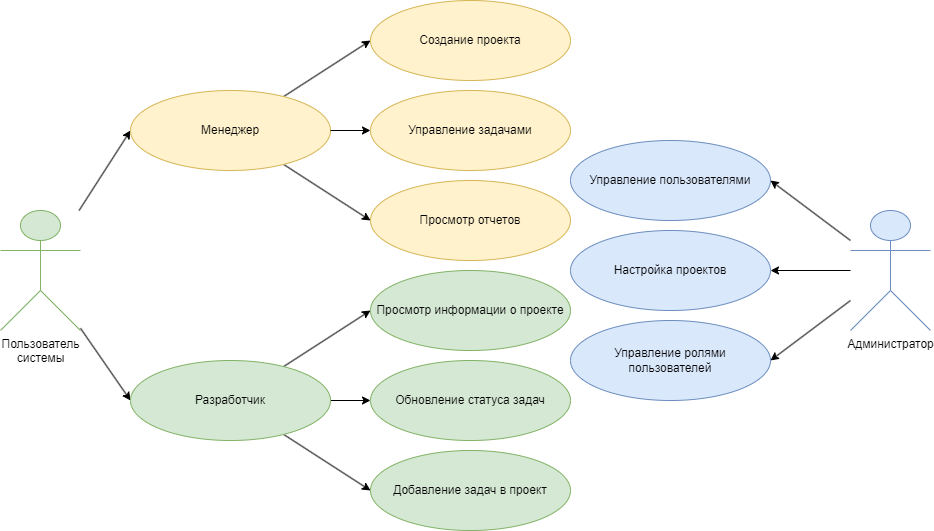 Создание проекта
Менеджер
Управление задачами
Просмотр отчетов
Управление пользователями
Настройка проектов
Управление ролями
пользователей
Администратор
Пользователь
системы
Просмотр информации о проекте
Разработчик
Обновление статуса задач
Добавление задач в проект